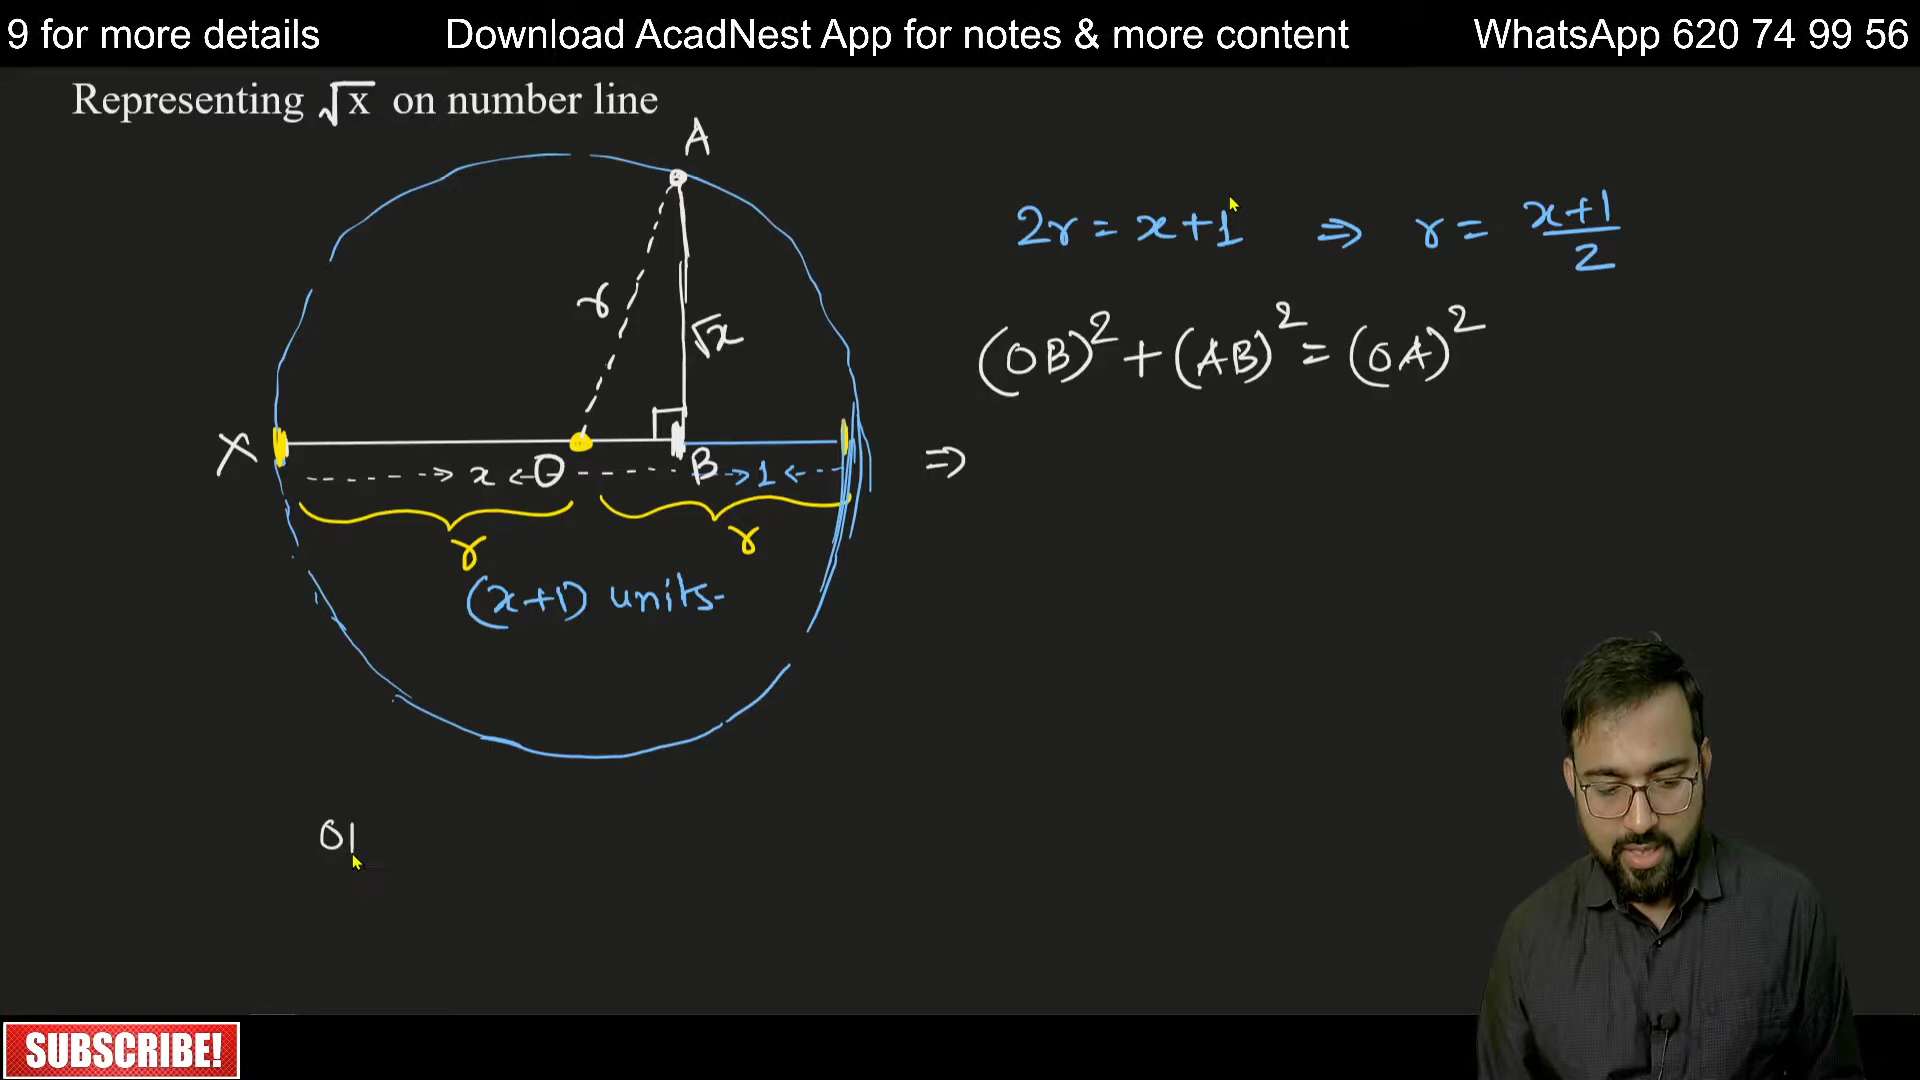 9 for more details Download AcadNest App for notes & more content WhatsApp 620 74 99 56
Representing √x on number line
A
2r = x+1 ⇒ r = (x+1)/2
r
√x
(OB)² + (AB)² = (OA)²
X
x O B 1
⇒
r r
(x+1) units
O
SUBSCRIBE!